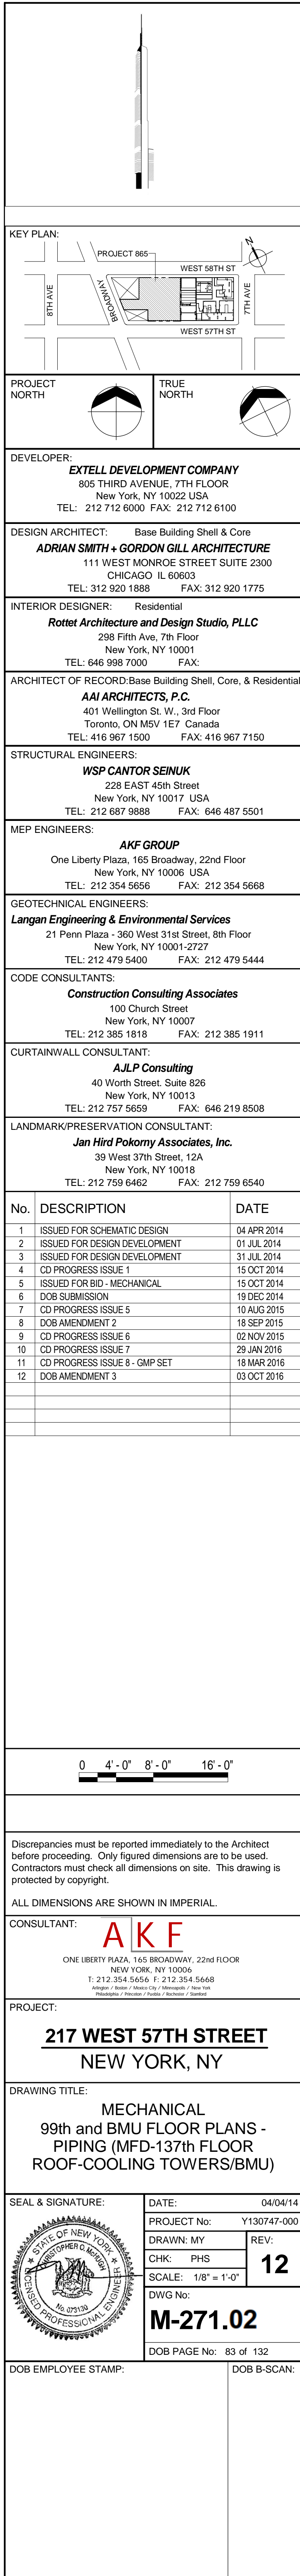 KEY PLAN:
N
PROJECT 865
WEST 58TH ST
8TH AVE
BROADWAY
7TH AVE
WEST 57TH ST
PROJECT
NORTH
TRUE
NORTH
DEVELOPER:
EXTELL DEVELOPMENT COMPANY
805 THIRD AVENUE, 7TH FLOOR
New York, NY 10022 USA
TEL: 212 712 6000 FAX: 212 712 6100
DESIGN ARCHITECT: Base Building Shell & Core
ADRIAN SMITH + GORDON GILL ARCHITECTURE
111 WEST MONROE STREET SUITE 2300
CHICAGO IL 60603
TEL: 312 920 1888 FAX: 312 920 1775
INTERIOR DESIGNER: Residential
Rottet Architecture and Design Studio, PLLC
298 Fifth Ave, 7th Floor
New York, NY 10001
TEL: 646 998 7000 FAX:
ARCHITECT OF RECORD:Base Building Shell, Core, & Residential
AAI ARCHITECTS, P.C.
401 Wellington St. W., 3rd Floor
Toronto, ON M5V 1E7 Canada
TEL: 416 967 1500 FAX: 416 967 7150
STRUCTURAL ENGINEERS:
WSP CANTOR SEINUK
228 EAST 45th Street
New York, NY 10017 USA
TEL: 212 687 9888 FAX: 646 487 5501
MEP ENGINEERS:
AKF GROUP
One Liberty Plaza, 165 Broadway, 22nd Floor
New York, NY 10006 USA
TEL: 212 354 5656 FAX: 212 354 5668
GEOTECHNICAL ENGINEERS:
Langan Engineering & Environmental Services
21 Penn Plaza - 360 West 31st Street, 8th Floor
New York, NY 10001-2727
TEL: 212 479 5400 FAX: 212 479 5444
CODE CONSULTANTS:
Construction Consulting Associates
100 Church Street
New York, NY 10007
TEL: 212 385 1818 FAX: 212 385 1911
CURTAINWALL CONSULTANT:
AJLP Consulting
40 Worth Street. Suite 826
New York, NY 10013
TEL: 212 757 5659 FAX: 646 219 8508
LANDMARK/PRESERVATION CONSULTANT:
Jan Hird Pokorny Associates, Inc.
39 West 37th Street, 12A
New York, NY 10018
TEL: 212 759 6462 FAX: 212 759 6540
No. DESCRIPTION DATE
1 ISSUED FOR SCHEMATIC DESIGN 04 APR 2014
2 ISSUED FOR DESIGN DEVELOPMENT 01 JUL 2014
3 ISSUED FOR DESIGN DEVELOPMENT 31 JUL 2014
4 CD PROGRESS ISSUE 1 15 OCT 2014
5 ISSUED FOR BID - MECHANICAL 15 OCT 2014
6 DOB SUBMISSION 19 DEC 2014
7 CD PROGRESS ISSUE 5 10 AUG 2015
8 DOB AMENDMENT 2 18 SEP 2015
9 CD PROGRESS ISSUE 6 02 NOV 2015
10 CD PROGRESS ISSUE 7 29 JAN 2016
11 CD PROGRESS ISSUE 8 - GMP SET 18 MAR 2016
12 DOB AMENDMENT 3 03 OCT 2016
0 4' - 0" 8' - 0" 16' - 0"
Discrepancies must be reported immediately to the Architect
before proceeding. Only figured dimensions are to be used.
Contractors must check all dimensions on site. This drawing is
protected by copyright.
ALL DIMENSIONS ARE SHOWN IN IMPERIAL.
CONSULTANT:
AKF
ONE LIBERTY PLAZA, 165 BROADWAY, 22nd FLOOR
NEW YORK, NY 10006
T: 212.354.5656 F: 212.354.5668
Arlington / Boston / Mexico City / Minneapolis / New York
Philadelphia / Princeton / Puebla / Rochester / Stamford
PROJECT:
217 WEST 57TH STREET
NEW YORK, NY
DRAWING TITLE:
MECHANICAL
99th and BMU FLOOR PLANS -
PIPING (MFD-137th FLOOR
ROOF-COOLING TOWERS/BMU)
SEAL & SIGNATURE:
STATE OF NEW YORK
No. 073130
LICENSED PROFESSIONAL ENGINEER
DATE: 04/04/14
PROJECT No: Y130747-000
DRAWN: MY
REV:
12
CHK: PHS
SCALE: 1/8" = 1'-0"
DWG No:
M-271.02
DOB PAGE No: 83 of 132
DOB EMPLOYEE STAMP:
DOB B-SCAN: